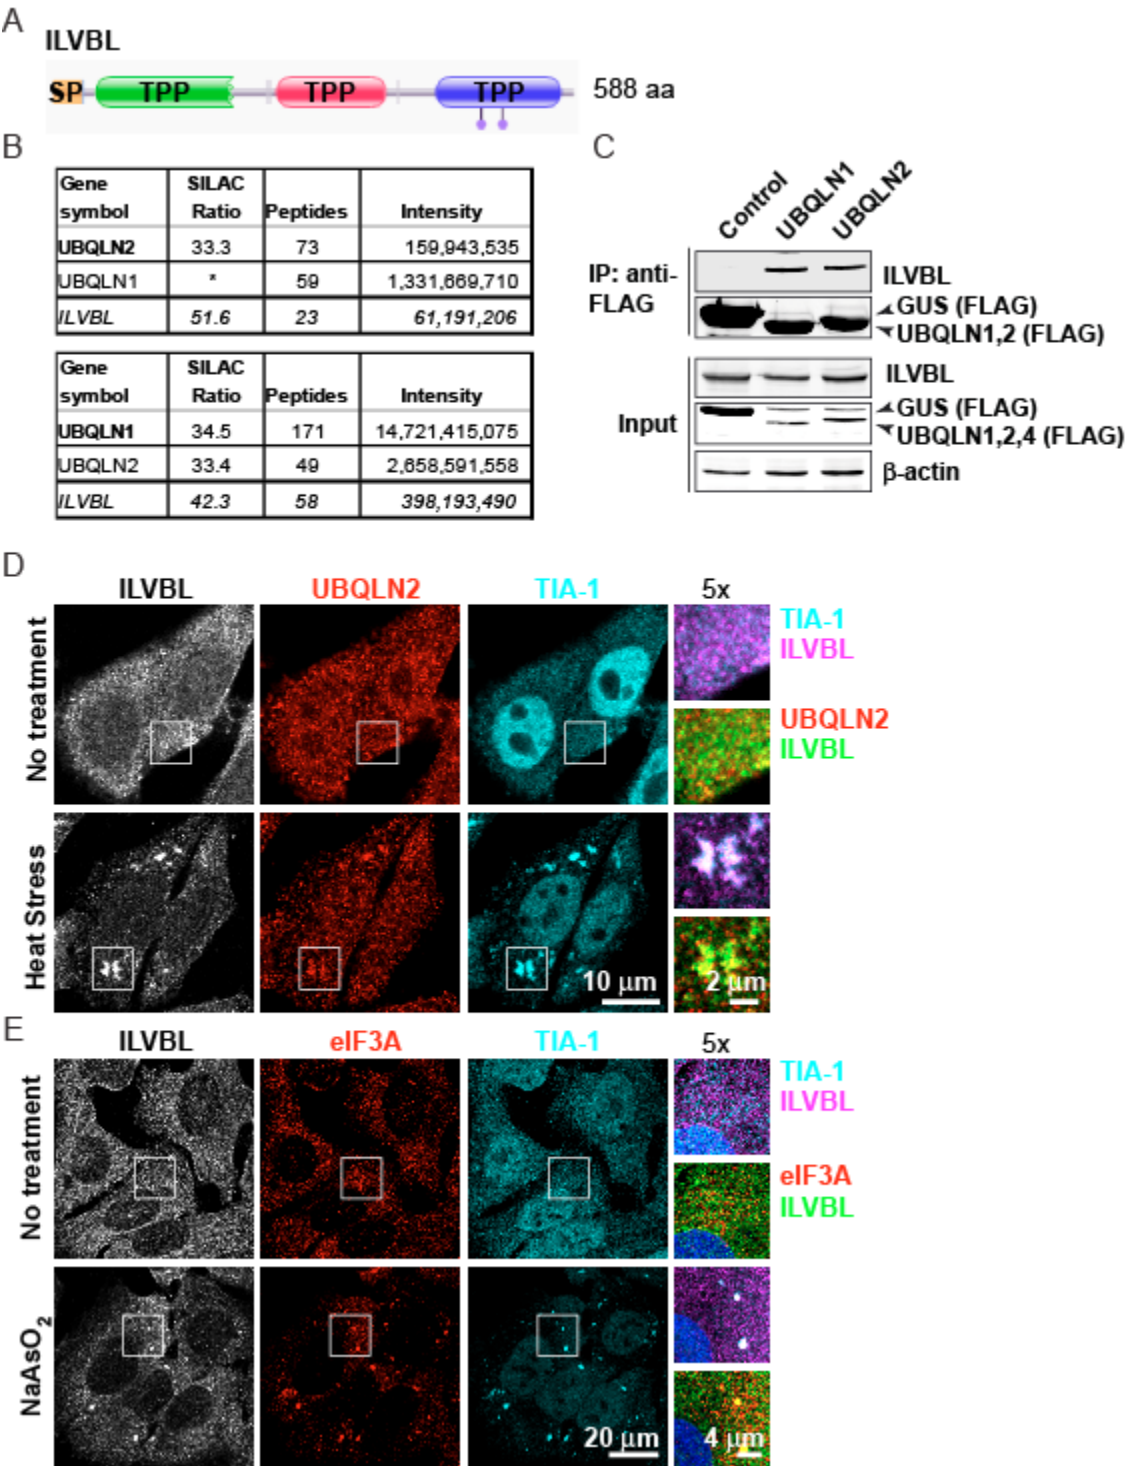 A
ILVBL
SP TPP TPP TPP 588 aa
B
Gene symbol SILAC Ratio Peptides Intensity
UBQLN2 33.3 73 159,943,535
UBQLN1 * 59 1,331,669,710
ILVBL 51.6 23 61,191,206
Gene symbol SILAC Ratio Peptides Intensity
UBQLN1 34.5 171 14,721,415,075
UBQLN2 33.4 49 2,658,591,558
ILVBL 42.3 58 398,193,490
C
Control UBQLN1 UBQLN2
IP: anti-
FLAG
ILVBL
GUS (FLAG)
UBQLN1,2 (FLAG)
Input
ILVBL
GUS (FLAG)
UBQLN1,2,4 (FLAG)
β-actin
D
ILVBL UBQLN2 TIA-1 5x
No treatment
TIA-1
ILVBL
UBQLN2
ILVBL
Heat Stress
10 µm 2 µm
E
ILVBL eIF3A TIA-1 5x
No treatment
TIA-1
ILVBL
eIF3A
ILVBL
NaAsO₂
20 µm 4 µm